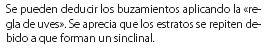 Se pueden deducir los buzamientos aplicando la «re-
gla de uves». Se aprecia que los estratos se repiten de-
bido a que forman un sinclinal.